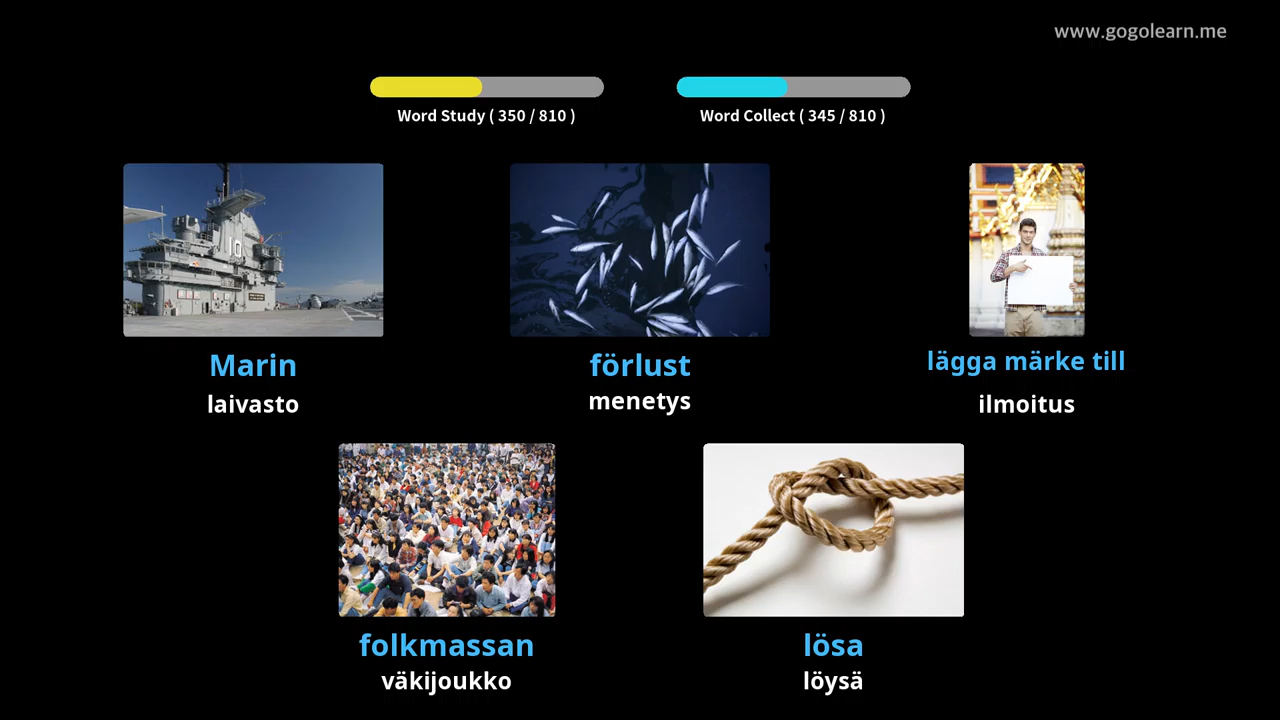 www.gogolearn.me
Word Study ( 350 / 810 )
Word Collect ( 345 / 810 )
10
Marin
laivasto
förlust
menetys
lägga märke till
ilmoitus
folkmassan
väkijoukko
lösa
löysä